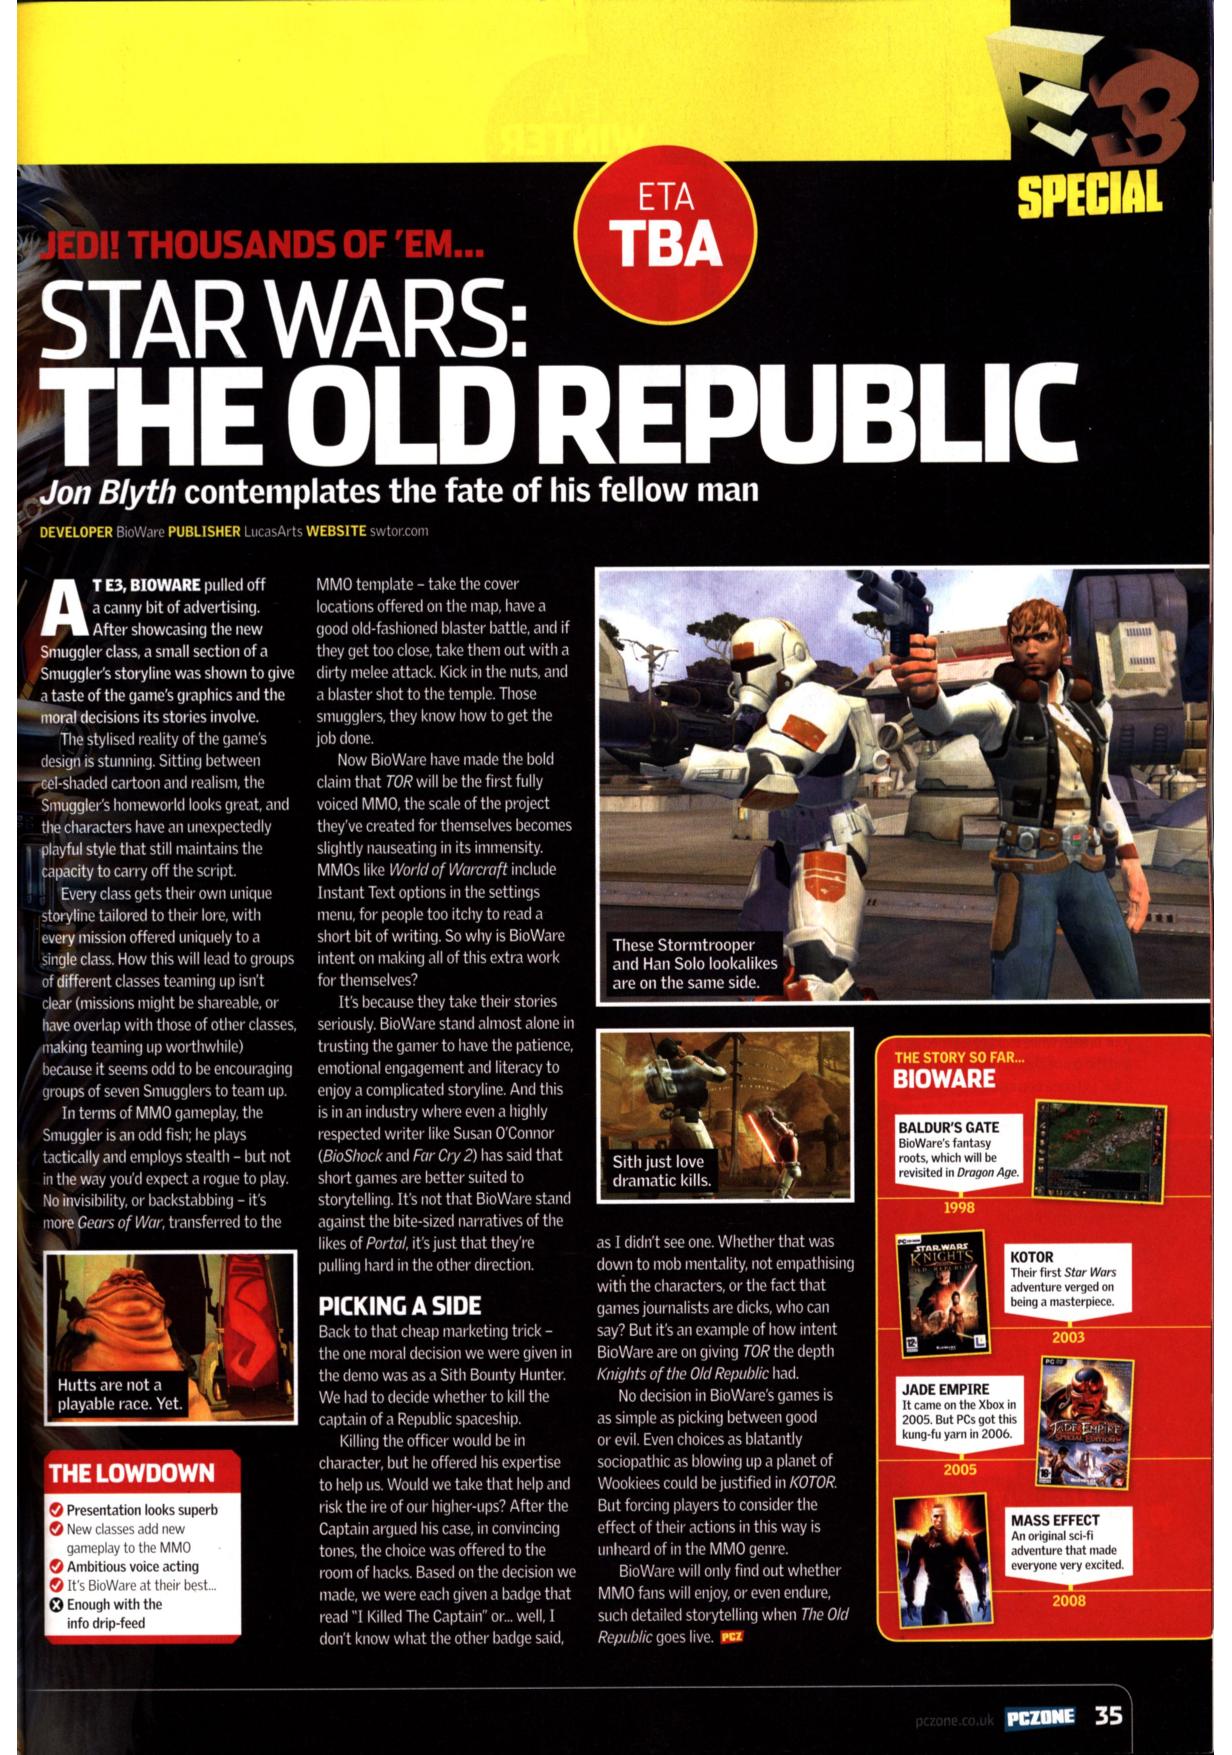 E3
SPECIAL
ETA
TBA
JEDI! THOUSANDS OF 'EM...
STAR WARS:
THE OLD REPUBLIC
Jon Blyth contemplates the fate of his fellow man
DEVELOPER BioWare PUBLISHER LucasArts WEBSITE swtor.com
AT E3, BIOWARE pulled off
a canny bit of advertising.
After showcasing the new
Smuggler class, a small section of a
Smuggler's storyline was shown to give
a taste of the game's graphics and the
moral decisions its stories involve.
The stylised reality of the game's
design is stunning. Sitting between
cel-shaded cartoon and realism, the
Smuggler's homeworld looks great, and
the characters have an unexpectedly
playful style that still maintains the
capacity to carry off the script.
Every class gets their own unique
storyline tailored to their lore, with
every mission offered uniquely to a
single class. How this will lead to groups
of different classes teaming up isn't
clear (missions might be shareable, or
have overlap with those of other classes,
making teaming up worthwhile)
because it seems odd to be encouraging
groups of seven Smugglers to team up.
In terms of MMO gameplay, the
Smuggler is an odd fish; he plays
tactically and employs stealth – but not
in the way you'd expect a rogue to play.
No invisibility, or backstabbing – it's
more Gears of War, transferred to the
Hutts are not a
playable race. Yet.
THE LOWDOWN
Presentation looks superb
New classes add new
gameplay to the MMO
Ambitious voice acting
It's BioWare at their best...
Enough with the
info drip-feed
MMO template – take the cover
locations offered on the map, have a
good old-fashioned blaster battle, and if
they get too close, take them out with a
dirty melee attack. Kick in the nuts, and
a blaster shot to the temple. Those
smugglers, they know how to get the
job done.
Now BioWare have made the bold
claim that TOR will be the first fully
voiced MMO, the scale of the project
they've created for themselves becomes
slightly nauseating in its immensity.
MMOs like World of Warcraft include
Instant Text options in the settings
menu, for people too itchy to read a
short bit of writing. So why is BioWare
intent on making all of this extra work
for themselves?
It's because they take their stories
seriously. BioWare stand almost alone in
trusting the gamer to have the patience,
emotional engagement and literacy to
enjoy a complicated storyline. And this
is in an industry where even a highly
respected writer like Susan O'Connor
(BioShock and Far Cry 2) has said that
short games are better suited to
storytelling. It's not that BioWare stand
against the bite-sized narratives of the
likes of Portal, it's just that they're
pulling hard in the other direction.
PICKING A SIDE
Back to that cheap marketing trick –
the one moral decision we were given in
the demo was as a Sith Bounty Hunter.
We had to decide whether to kill the
captain of a Republic spaceship.
Killing the officer would be in
character, but he offered his expertise
to help us. Would we take that help and
risk the ire of our higher-ups? After the
Captain argued his case, in convincing
tones, the choice was offered to the
room of hacks. Based on the decision we
made, we were each given a badge that
read "I Killed The Captain" or... well, I
don't know what the other badge said,
These Stormtrooper
and Han Solo lookalikes
are on the same side.
Sith just love
dramatic kills.
as I didn't see one. Whether that was
down to mob mentality, not empathising
with the characters, or the fact that
games journalists are dicks, who can
say? But it's an example of how intent
BioWare are on giving TOR the depth
Knights of the Old Republic had.
No decision in BioWare's games is
as simple as picking between good
or evil. Even choices as blatantly
sociopathic as blowing up a planet of
Wookiees could be justified in KOTOR.
But forcing players to consider the
effect of their actions in this way is
unheard of in the MMO genre.
BioWare will only find out whether
MMO fans will enjoy, or even endure,
such detailed storytelling when The Old
Republic goes live. PCZ
THE STORY SO FAR...
BIOWARE
BALDUR'S GATE
BioWare's fantasy
roots, which will be
revisited in Dragon Age.
1998
STAR WARS
KNIGHTS
OLD REPUBLIC
KOTOR
Their first Star Wars
adventure verged on
being a masterpiece.
2003
JADE EMPIRE
It came on the Xbox in
2005. But PCs got this
kung-fu yarn in 2006.
JADE EMPIRE
SPECIAL EDITION
2005
MASS EFFECT
An original sci-fi
adventure that made
everyone very excited.
2008
pczone.co.uk PCZONE 35